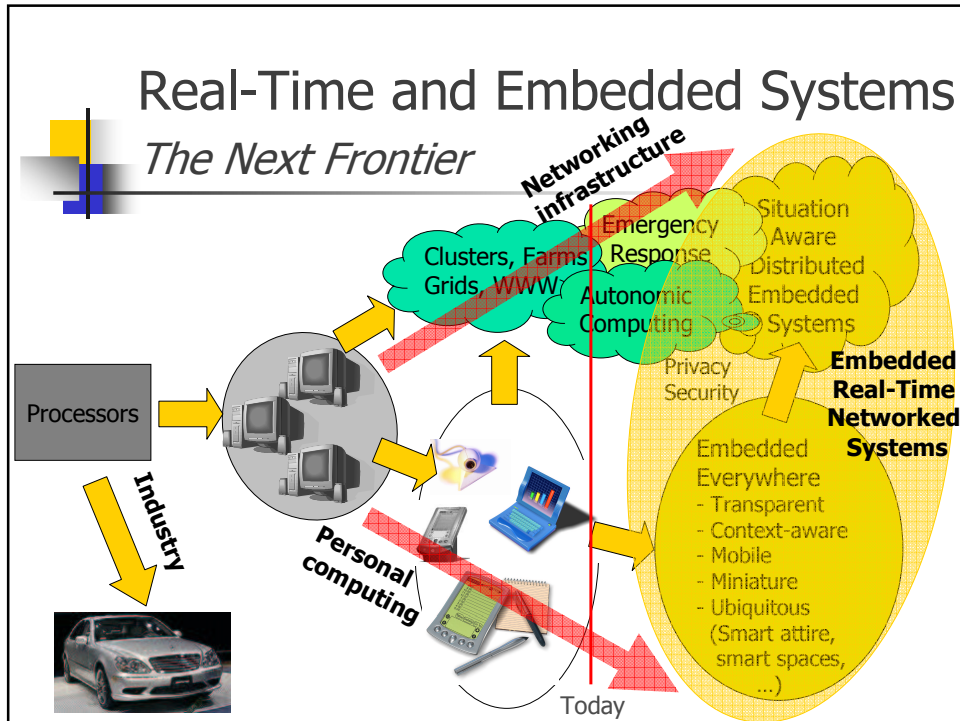 Real-Time and Embedded Systems
The Next Frontier
Networking
infrastructure
Clusters, Farms
Grids, WWW
Emergency
Response
Autonomic
Computing
Situation
Aware
Distributed
Embedded
Systems
Privacy
Security
Embedded
Real-Time
Networked
Systems
Processors
Industry
Personal
computing
Embedded
Everywhere
- Transparent
- Context-aware
- Mobile
- Miniature
- Ubiquitous
(Smart attire,
smart spaces,
...)
Today